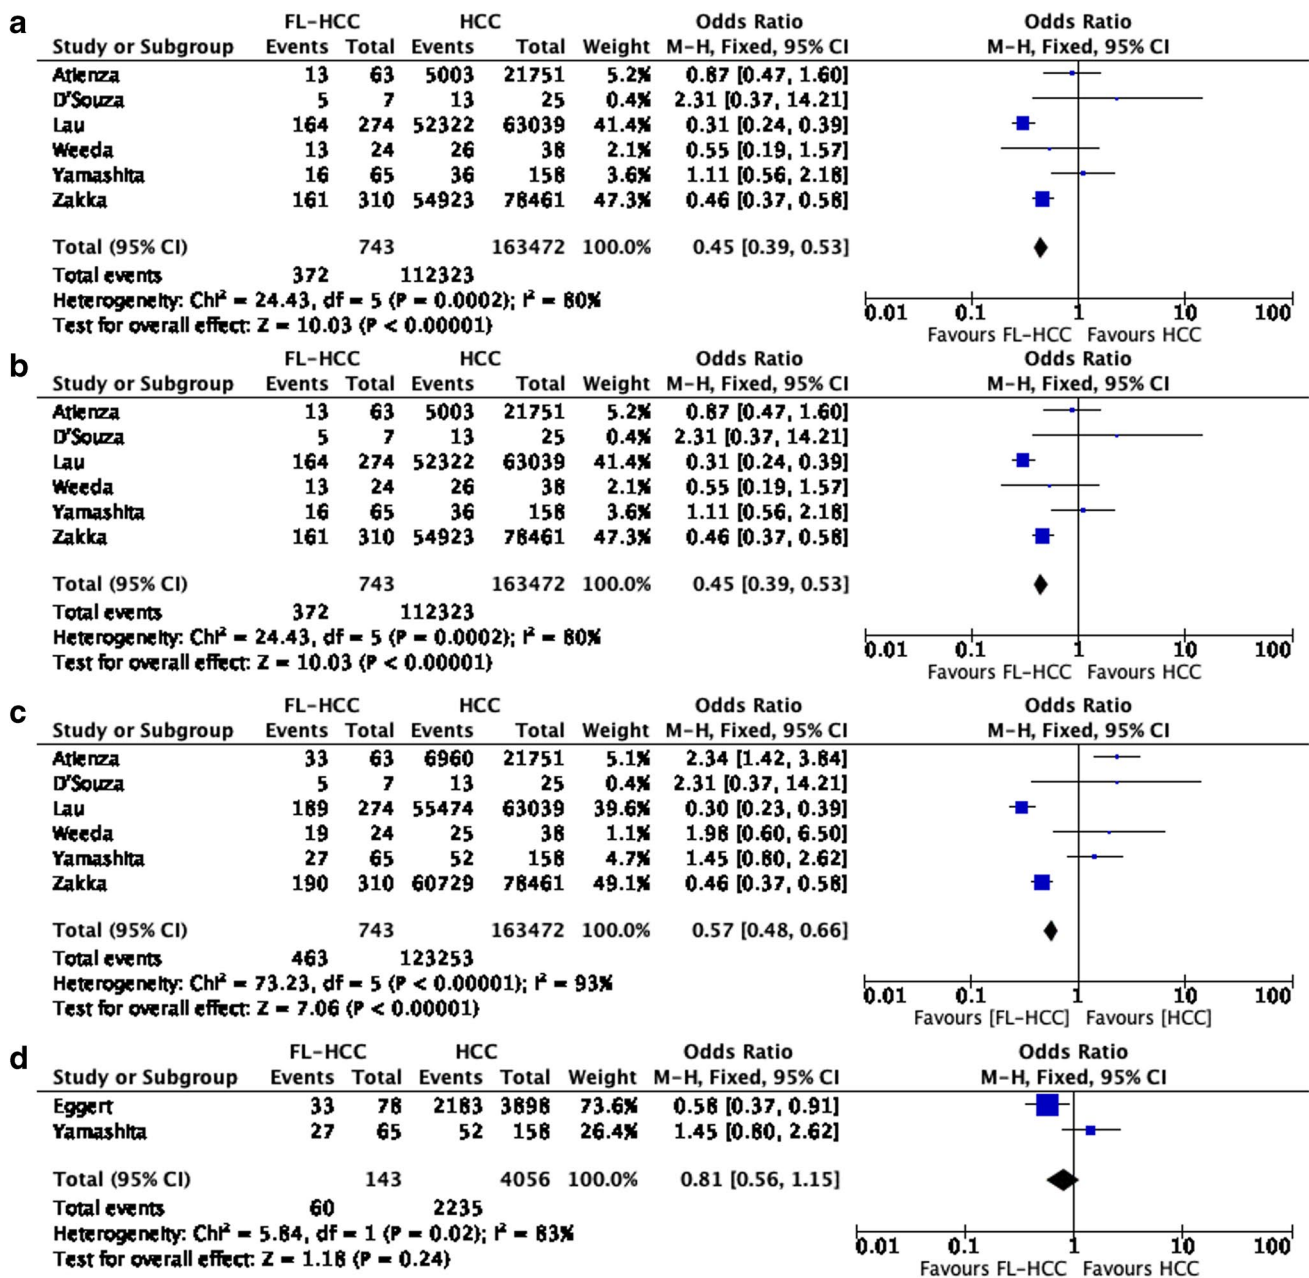 a
FL-HCC HCC Odds Ratio Odds Ratio
Study or Subgroup Events Total Events Total Weight M-H, Fixed, 95% CI M-H, Fixed, 95% CI
Atienza 13 63 5003 21751 5.2% 0.87 [0.47, 1.60]
D'Souza 5 7 13 25 0.4% 2.31 [0.37, 14.21]
Lau 164 274 52322 63039 41.4% 0.31 [0.24, 0.39]
Weeda 13 24 26 38 2.1% 0.55 [0.19, 1.57]
Yamashita 16 65 36 158 3.6% 1.11 [0.56, 2.18]
Zakka 161 310 54923 78461 47.3% 0.46 [0.37, 0.58]
Total (95% CI) 743 163472 100.0% 0.45 [0.39, 0.53]
Total events 372 112323
Heterogeneity: Chi² = 24.43, df = 5 (P = 0.0002); I² = 80%
Test for overall effect: Z = 10.03 (P < 0.00001)
0.01 0.1 1 10 100
Favours FL-HCC Favours HCC
b
FL-HCC HCC Odds Ratio Odds Ratio
Study or Subgroup Events Total Events Total Weight M-H, Fixed, 95% CI M-H, Fixed, 95% CI
Atienza 13 63 5003 21751 5.2% 0.87 [0.47, 1.60]
D'Souza 5 7 13 25 0.4% 2.31 [0.37, 14.21]
Lau 164 274 52322 63039 41.4% 0.31 [0.24, 0.39]
Weeda 13 24 26 38 2.1% 0.55 [0.19, 1.57]
Yamashita 16 65 36 158 3.6% 1.11 [0.56, 2.18]
Zakka 161 310 54923 78461 47.3% 0.46 [0.37, 0.58]
Total (95% CI) 743 163472 100.0% 0.45 [0.39, 0.53]
Total events 372 112323
Heterogeneity: Chi² = 24.43, df = 5 (P = 0.0002); I² = 80%
Test for overall effect: Z = 10.03 (P < 0.00001)
0.01 0.1 1 10 100
Favours FL-HCC Favours HCC
c
FL-HCC HCC Odds Ratio Odds Ratio
Study or Subgroup Events Total Events Total Weight M-H, Fixed, 95% CI M-H, Fixed, 95% CI
Atienza 33 63 6960 21751 5.1% 2.34 [1.42, 3.84]
D'Souza 5 7 13 25 0.4% 2.31 [0.37, 14.21]
Lau 189 274 55474 63039 39.6% 0.30 [0.23, 0.39]
Weeda 19 24 25 38 1.1% 1.98 [0.60, 6.50]
Yamashita 27 65 52 158 4.7% 1.45 [0.80, 2.62]
Zakka 190 310 60729 78461 49.1% 0.46 [0.37, 0.58]
Total (95% CI) 743 163472 100.0% 0.57 [0.48, 0.66]
Total events 463 123253
Heterogeneity: Chi² = 73.23, df = 5 (P < 0.00001); I² = 93%
Test for overall effect: Z = 7.06 (P < 0.00001)
0.01 0.1 1 10 100
Favours [FL-HCC] Favours [HCC]
d
FL-HCC HCC Odds Ratio Odds Ratio
Study or Subgroup Events Total Events Total Weight M-H, Fixed, 95% CI M-H, Fixed, 95% CI
Eggert 33 78 2183 3898 73.6% 0.58 [0.37, 0.91]
Yamashita 27 65 52 158 26.4% 1.45 [0.80, 2.62]
Total (95% CI) 143 4056 100.0% 0.81 [0.56, 1.15]
Total events 60 2235
Heterogeneity: Chi² = 5.84, df = 1 (P = 0.02); I² = 83%
Test for overall effect: Z = 1.18 (P = 0.24)
0.01 0.1 1 10 100
Favours FL-HCC Favours HCC